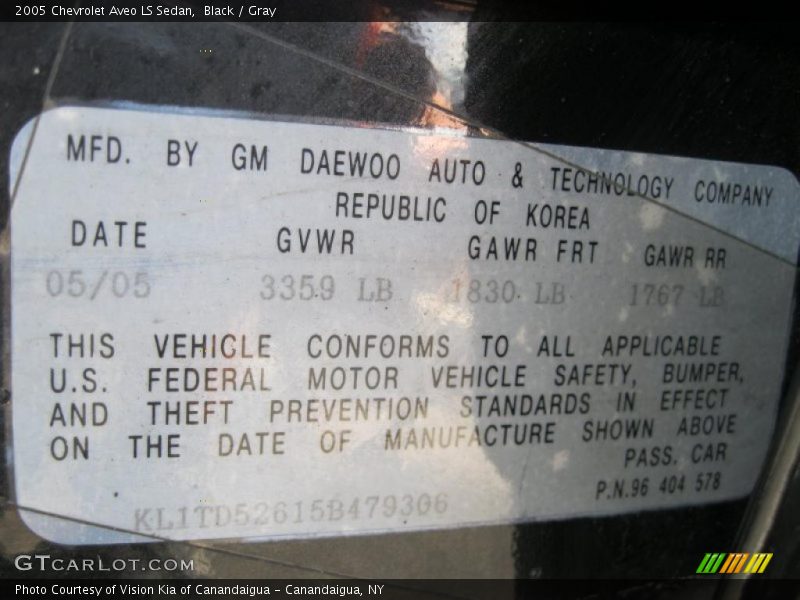 2005 Chevrolet Aveo LS Sedan, Black / Gray
MFD. BY GM DAEWOO AUTO & TECHNOLOGY COMPANY
REPUBLIC OF KOREA
DATE GVWR GAWR FRT GAWR RR
05/05 3359 LB 1830 LB 1767 LB
THIS VEHICLE CONFORMS TO ALL APPLICABLE
U.S. FEDERAL MOTOR VEHICLE SAFETY, BUMPER,
AND THEFT PREVENTION STANDARDS IN EFFECT
ON THE DATE OF MANUFACTURE SHOWN ABOVE
PASS. CAR
P.N.96 404 578
KL1TD52615B479306
GTCARLOT.COM
Photo Courtesy of Vision Kia of Canandaigua - Canandaigua, NY